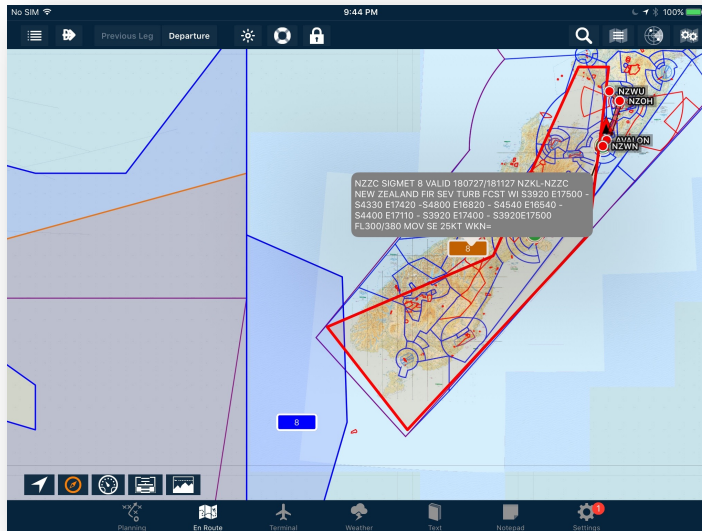 No SIM
9:44 PM
100%
Previous Leg
Departure
NZWU
NZOH
AVALON
NZWN
NZZC SIGMET 8 VALID 180727/181127 NZKL-NZZC
NEW ZEALAND FIR SEV TURB FCST WI S3920 E17500 -
S4330 E17420 -S4800 E16820 - S4540 E16540 -
S4400 E17110 - S3920 E17400 - S3920E17500
FL300/380 MOV SE 25KT WKN=
8
8
Planning
En Route
Terminal
Weather
Text
Notepad
1
Settings